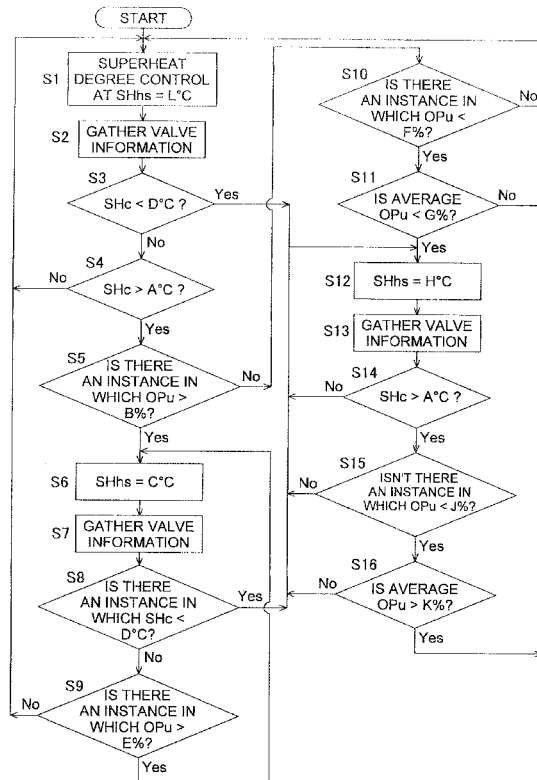 START
S1
SUPERHEAT
DEGREE CONTROL
AT SHhs = L°C
S2
GATHER VALVE
INFORMATION
S3
SHc < D°C ?
Yes
No
S4
SHc > A°C ?
No
Yes
S5
IS THERE
AN INSTANCE IN
WHICH OPu >
B%?
No
Yes
S6
SHhs = C°C
S7
GATHER VALVE
INFORMATION
S8
IS THERE
AN INSTANCE IN
WHICH SHc <
D°C?
Yes
No
S9
IS THERE
AN INSTANCE IN
WHICH OPu >
E%?
No
Yes
S10
IS THERE
AN INSTANCE IN
WHICH OPu <
F%?
No
Yes
S11
IS AVERAGE
OPu < G%?
No
Yes
S12
SHhs = H°C
S13
GATHER VALVE
INFORMATION
S14
SHc > A°C ?
No
Yes
S15
ISN'T THERE
AN INSTANCE IN
WHICH OPu < J%?
No
Yes
S16
IS AVERAGE
OPu > K%?
No
Yes